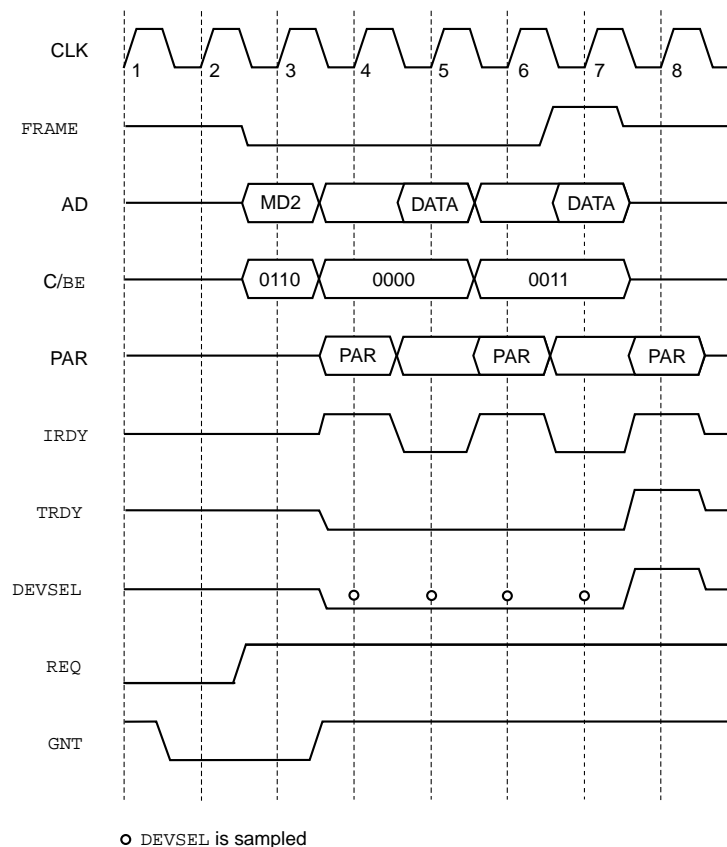 CLK
1 2 3 4 5 6 7 8
FRAME
AD MD2 DATA DATA
C/BE 0110 0000 0011
PAR PAR PAR PAR
IRDY
TRDY
DEVSEL
REQ
GNT
DEVSEL is sampled